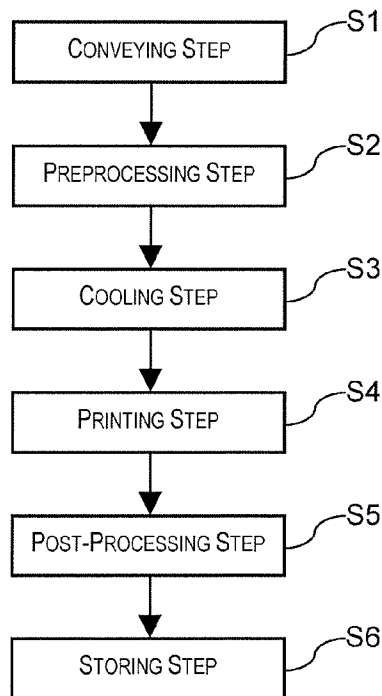 S1
CONVEYING STEP
S2
PREPROCESSING STEP
S3
COOLING STEP
S4
PRINTING STEP
S5
POST-PROCESSING STEP
S6
STORING STEP